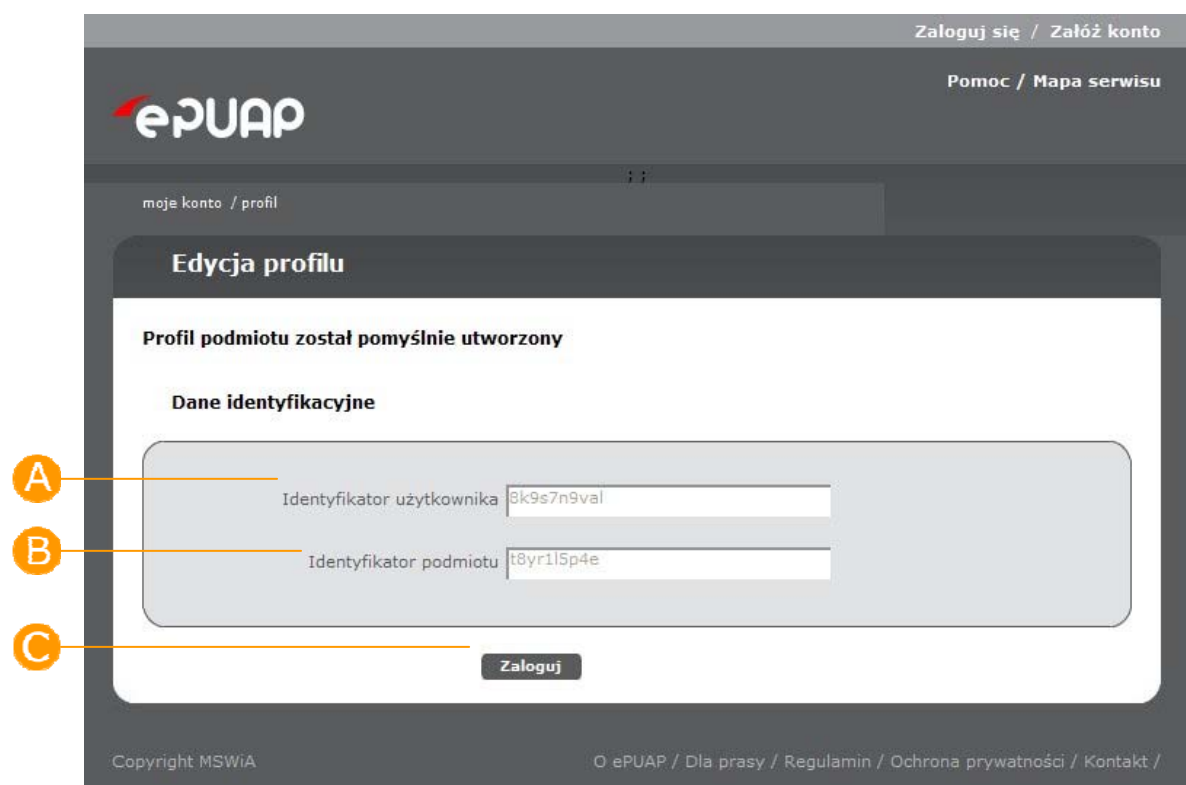 Zaloguj się / Załóż konto
Pomoc / Mapa serwisu
ePUAP
; ;
moje konto / profil
Edycja profilu
Profil podmiotu został pomyślnie utworzony
Dane identyfikacyjne
A
Identyfikator użytkownika 8k9s7n9val
B
Identyfikator podmiotu t8yr1l5p4e
C
Zaloguj
Copyright MSWiA O ePUAP / Dla prasy / Regulamin / Ochrona prywatności / Kontakt /